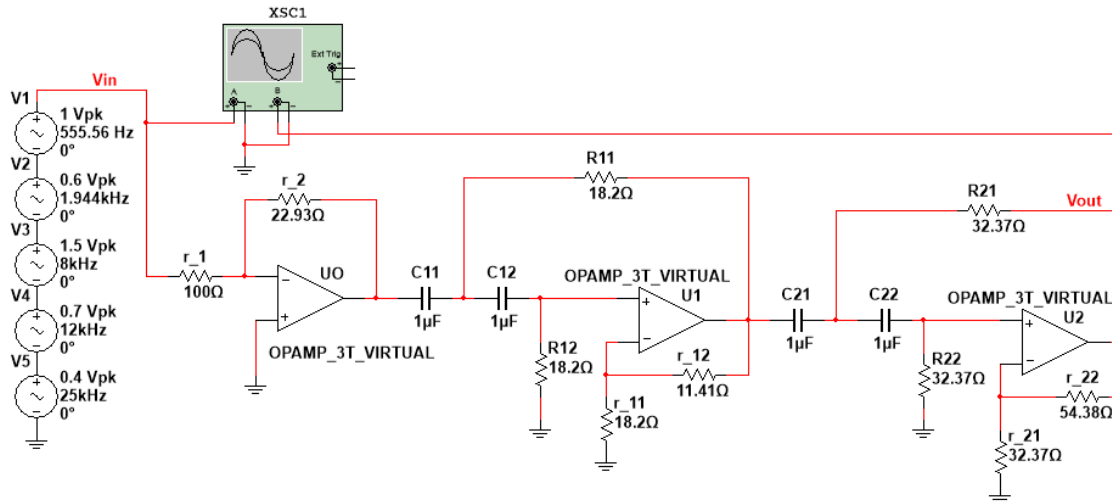 XSC1
Ext Trig
+
−
A
B
+
−
+
−
Vin
V1
1 Vpk
555.56 Hz
0°
V2
0.6 Vpk
1.944kHz
0°
V3
1.5 Vpk
8kHz
0°
V4
0.7 Vpk
12kHz
0°
V5
0.4 Vpk
25kHz
0°
r_1
100Ω
r_2
22.93Ω
UO
OPAMP_3T_VIRTUAL
C11
1µF
C12
1µF
R11
18.2Ω
R12
18.2Ω
OPAMP_3T_VIRTUAL
U1
r_12
11.41Ω
r_11
18.2Ω
C21
1µF
C22
1µF
R21
32.37Ω
Vout
OPAMP_3T_VIRTUAL
U2
R22
32.37Ω
r_22
54.38Ω
r_21
32.37Ω